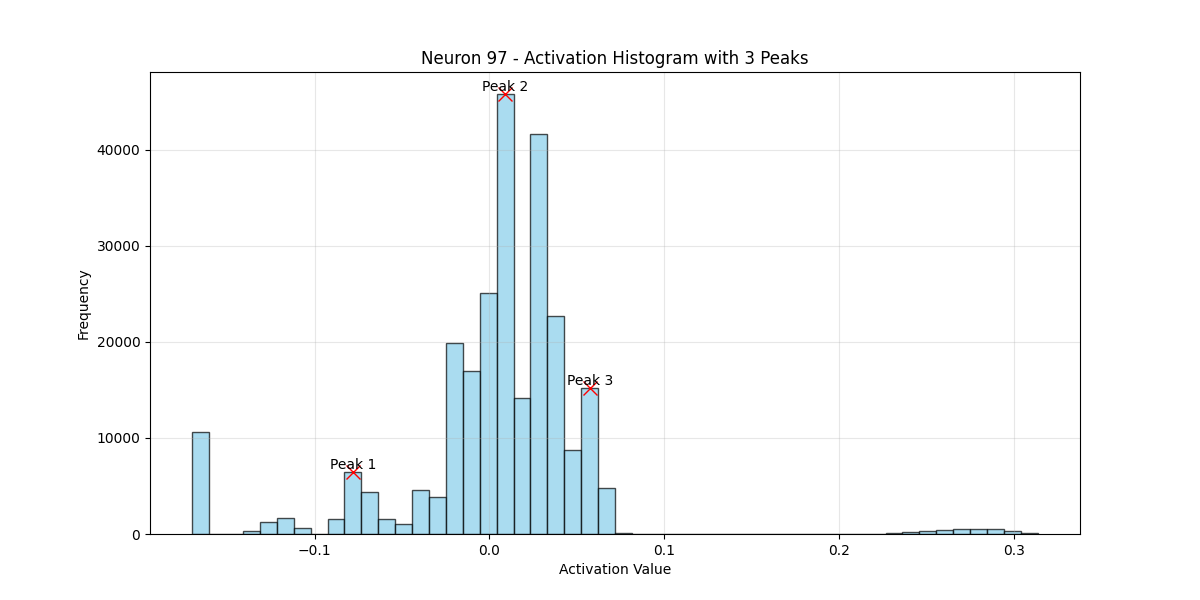 Neuron 97 - Activation Histogram with 3 Peaks
Peak 2
40000
30000
Frequency
20000
Peak 3
10000
Peak 1
0
−0.1 0.0 0.1 0.2 0.3
Activation Value